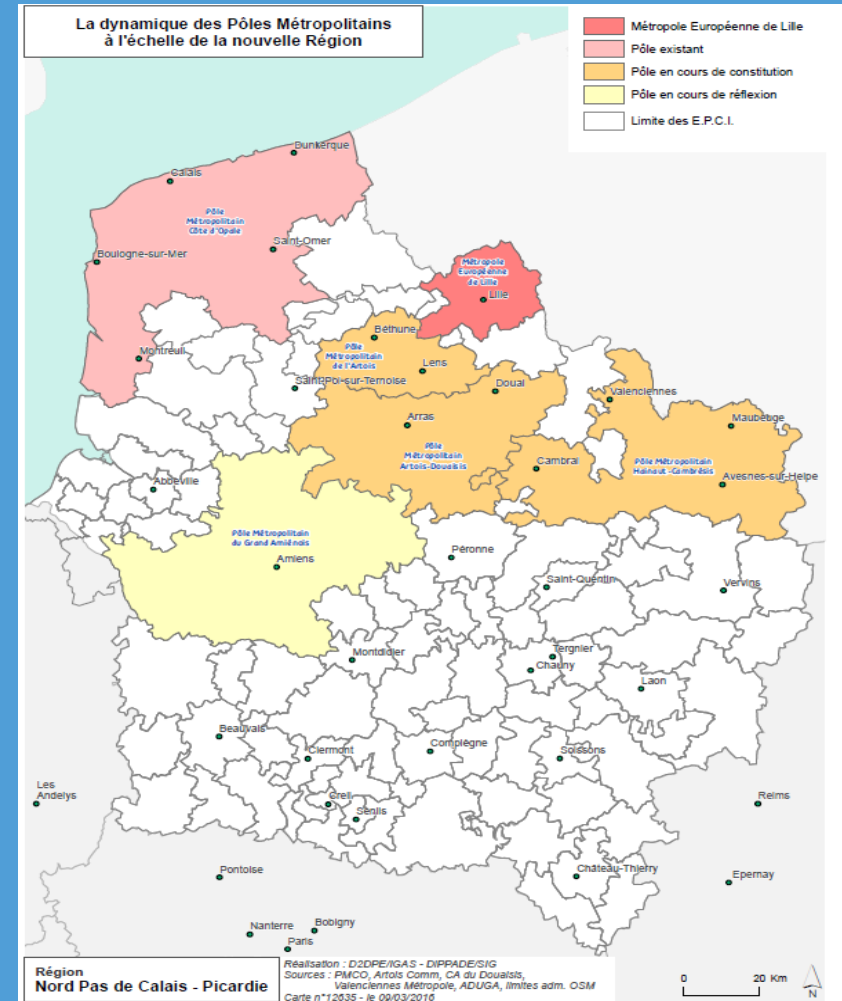 La dynamique des Pôles Métropolitains
à l'échelle de la nouvelle Région
Métropole Européenne de Lille
Pôle existant
Pôle en cours de constitution
Pôle en cours de réflexion
Limite des E.P.C.I.
Dunkerque
Calais
Pôle
Métropolitain
Côte d'Opale
Saint-Omer
Boulogne-sur-Mer
Métropole
Européenne
de Lille
Lille
Béthune
Montreuil
Pôle
Métropolitain
de l'Artois
Lens
Saint-Pol-sur-Ternoise
Douai
Valenciennes
Arras
Maubeuge
Pôle
Métropolitain
Artois-Douaisis
Cambrai
Pôle Métropolitain
Hainaut -Cambrésis
Avesnes-sur-Helpe
Abbeville
Pôle Métropolitain
du Grand Amiénois
Amiens
Péronne
Saint-Quentin
Vervins
Montdidier
Tergnier
Chauny
Laon
Beauvais
Clermont
Compiègne
Soissons
Les
Andelys
Creil
Senlis
Reims
Pontoise
Château-Thierry
Epernay
Nanterre
Bobigny
Paris
Région
Nord Pas de Calais - Picardie
Réalisation : D2DPE/IGAS - DIPPADE/SIG
Sources : PMCO, Artois Comm, CA du Douaisis,
Valenciennes Métropole, ADUGA, limites adm. OSM
Carte n°12635 - le 09/03/2016
0 20 Km
N